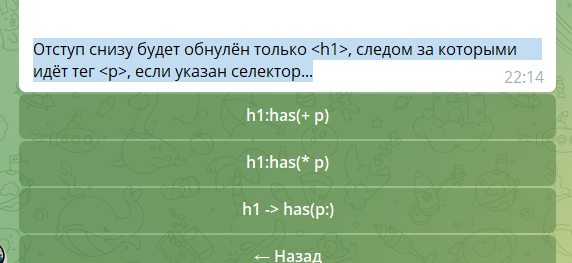 Отступ снизу будет обнулён только <h1>, следом за которыми
идёт тег <p>, если указан селектор...
22:14
h1:has(+ p)
h1:has(* p)
h1 -> has(p:)
← Назад